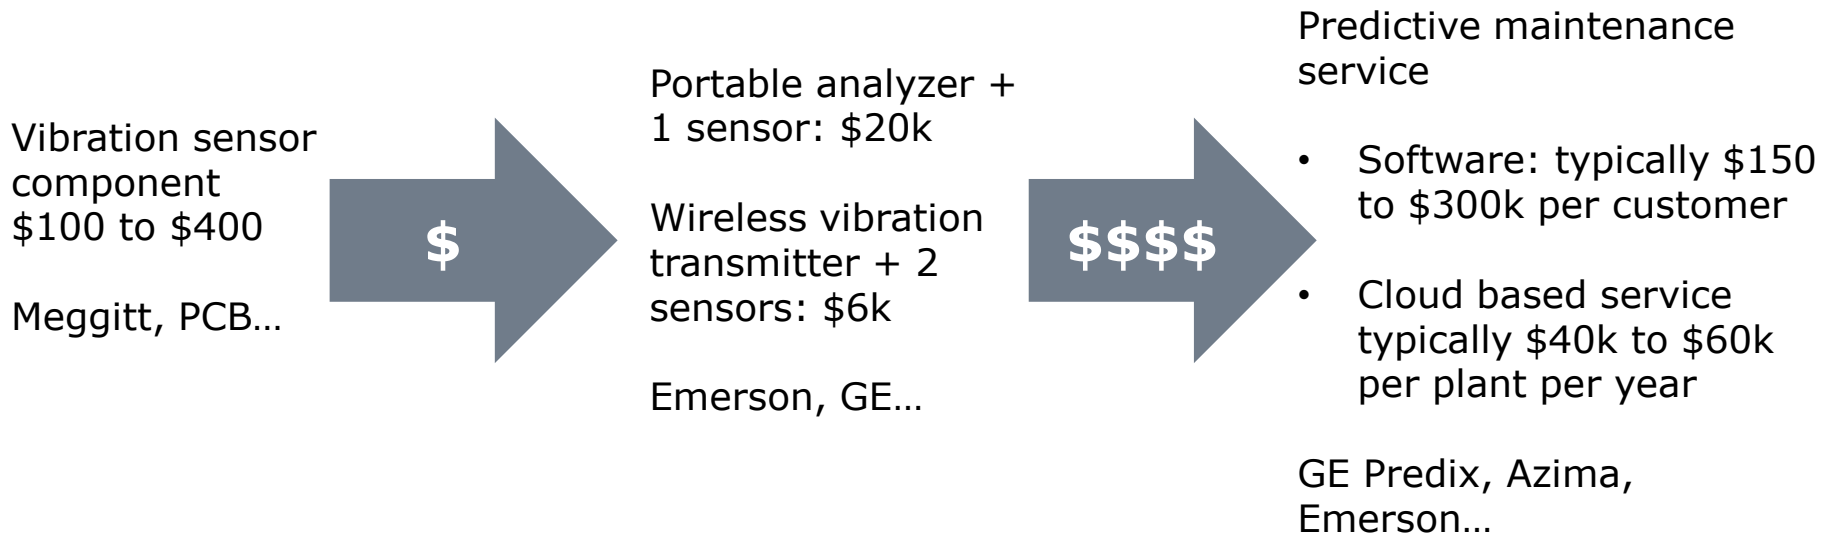 Vibration sensor
component
$100 to $400
Meggitt, PCB…
$
Portable analyzer +
1 sensor: $20k
Wireless vibration
transmitter + 2
sensors: $6k
Emerson, GE…
$$$$
Predictive maintenance
service
• Software: typically $150
to $300k per customer
• Cloud based service
typically $40k to $60k
per plant per year
GE Predix, Azima,
Emerson…